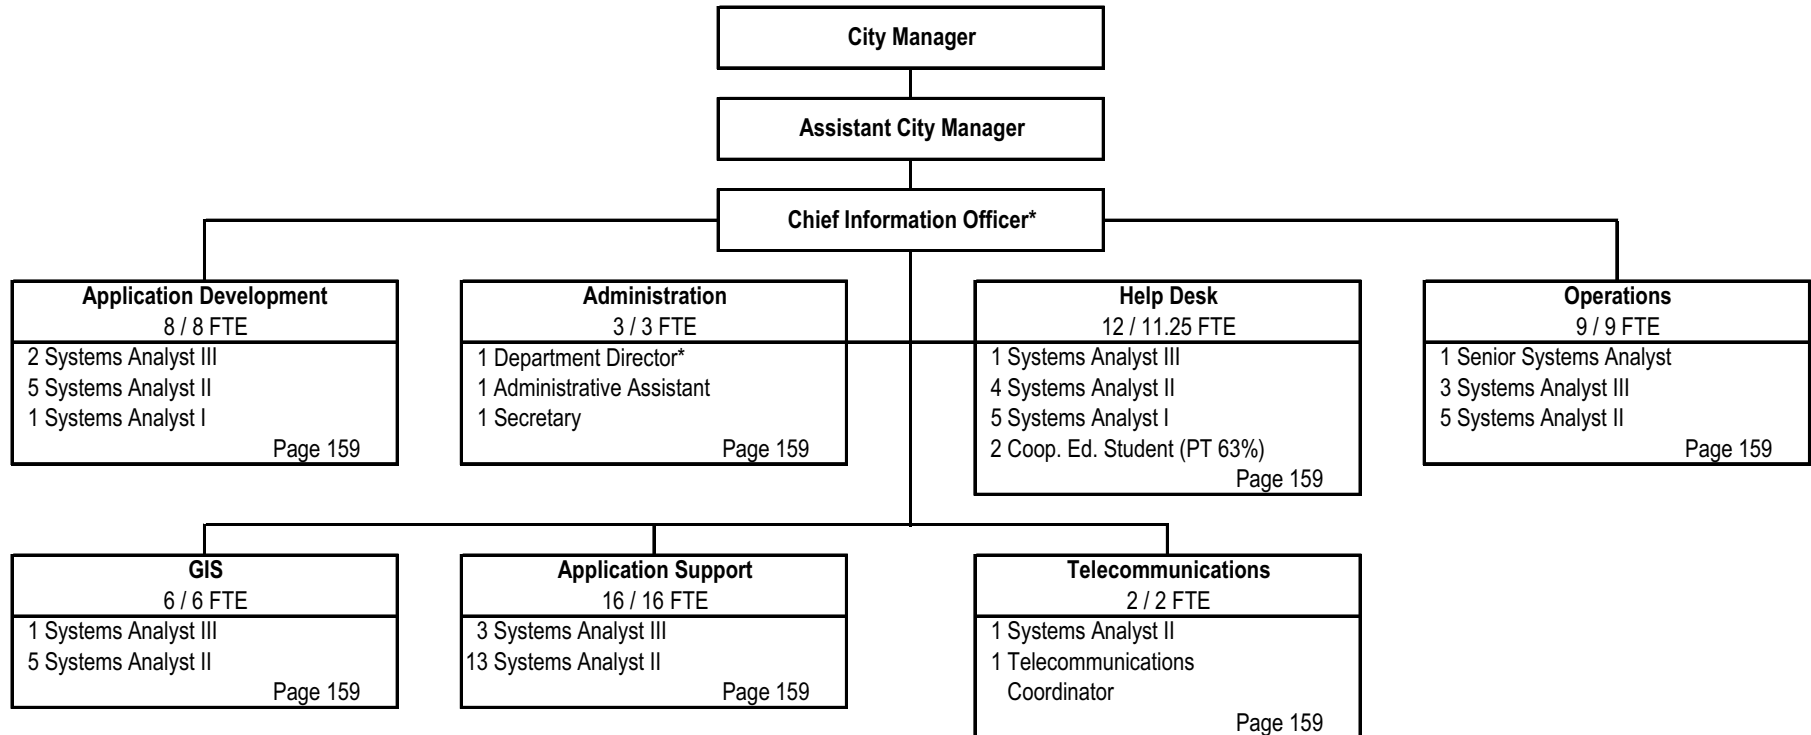 City Manager
Assistant City Manager
Chief Information Officer*
Application Development
8 / 8 FTE
2 Systems Analyst III
5 Systems Analyst II
1 Systems Analyst I
Page 159
Administration
3 / 3 FTE
1 Department Director*
1 Administrative Assistant
1 Secretary
Page 159
Help Desk
12 / 11.25 FTE
1 Systems Analyst III
4 Systems Analyst II
5 Systems Analyst I
2 Coop. Ed. Student (PT 63%)
Page 159
Operations
9 / 9 FTE
1 Senior Systems Analyst
3 Systems Analyst III
5 Systems Analyst II
Page 159
GIS
6 / 6 FTE
1 Systems Analyst III
5 Systems Analyst II
Page 159
Application Support
16 / 16 FTE
3 Systems Analyst III
13 Systems Analyst II
Page 159
Telecommunications
2 / 2 FTE
1 Systems Analyst II
1 Telecommunications
Coordinator
Page 159